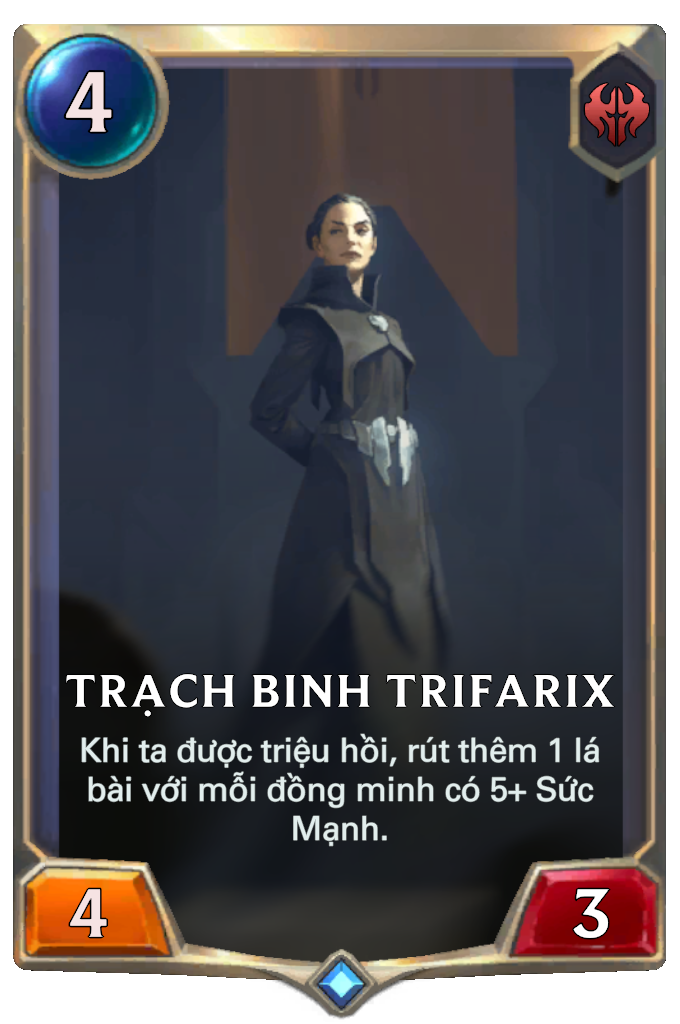 4
TRẠCH BINH TRIFARIX
Khi ta được triệu hồi, rút thêm 1 lá
bài với mỗi đồng minh có 5+ Sức
Mạnh.
4
3